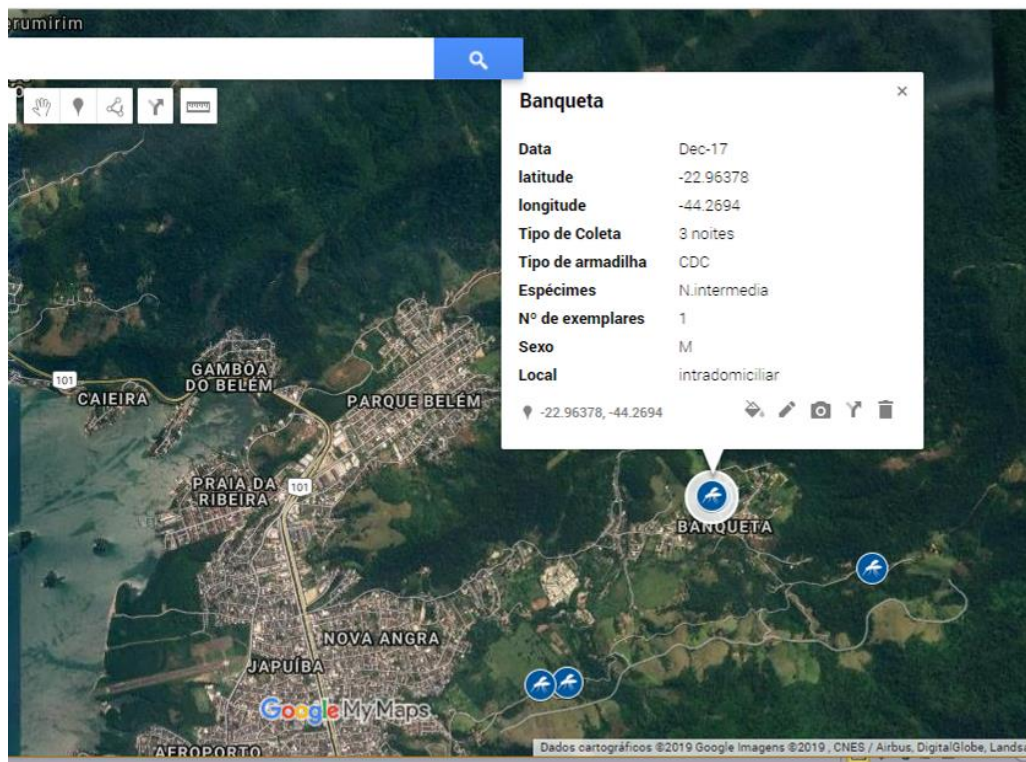 erumirim
Banqueta
Data Dec-17
latitude -22.96378
longitude -44.2694
Tipo de Coleta 3 noites
Tipo de armadilha CDC
Espécimes N.intermedia
Nº de exemplares 1
Sexo M
Local intradomiciliar
-22.96378, -44.2694
101
CAIEIRA
GAMBÔA
DO BELÉM
PARQUE BELÉM
PRAIA DA
RIBEIRA
101
BANQUETA
NOVA ANGRA
JAPUÍBA
Google My Maps
AEROPORTO
Dados cartográficos ©2019 Google Imagens ©2019 , CNES / Airbus, DigitalGlobe, Landsa